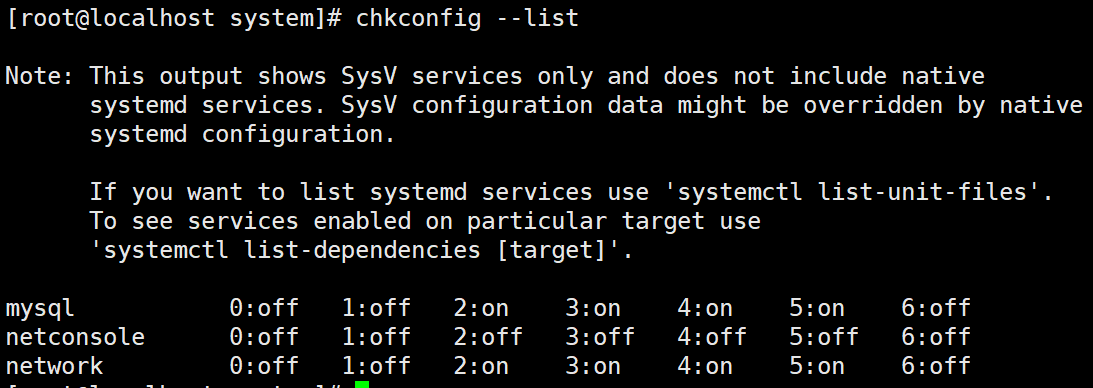 [root@localhost system]# chkconfig --list
Note: This output shows SysV services only and does not include native
systemd services. SysV configuration data might be overridden by native
systemd configuration.
If you want to list systemd services use 'systemctl list-unit-files'.
To see services enabled on particular target use
'systemctl list-dependencies [target]'.
mysql 0:off 1:off 2:on 3:on 4:on 5:on 6:off
netconsole 0:off 1:off 2:off 3:off 4:off 5:off 6:off
network 0:off 1:off 2:on 3:on 4:on 5:on 6:off